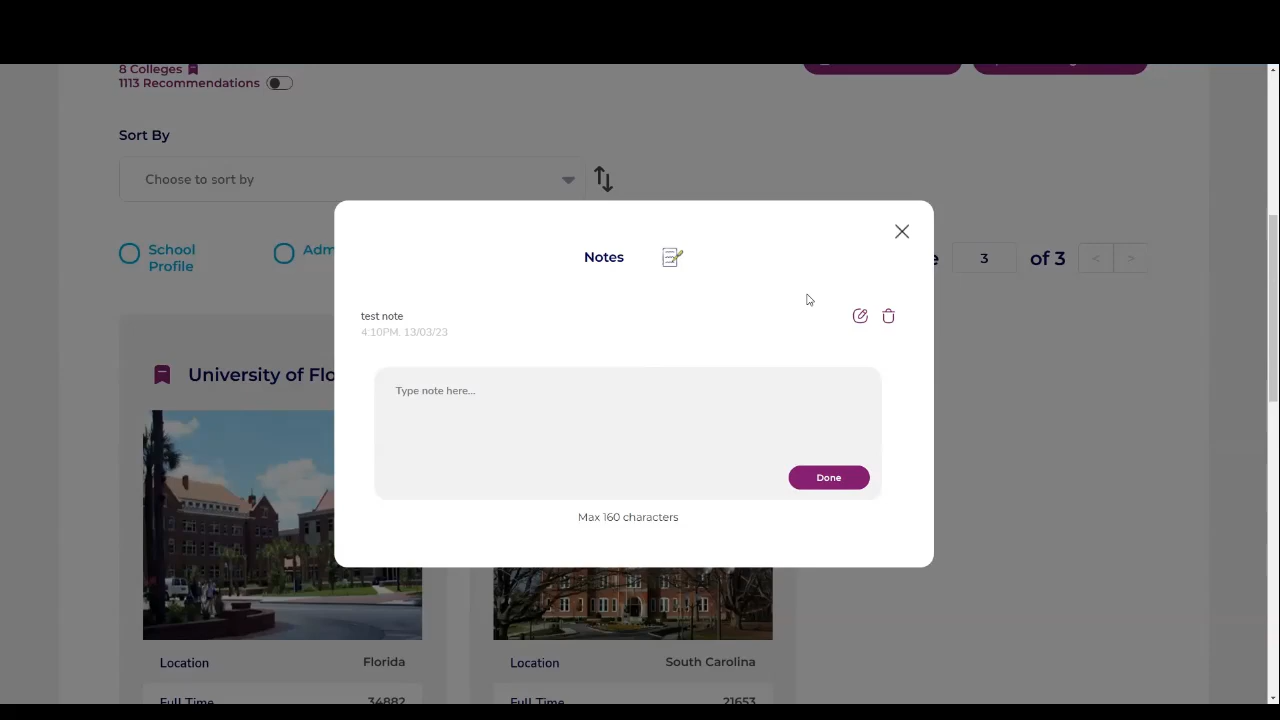 8 Colleges
1113 Recommendations
Sort By
Choose to sort by
School
Profile
Adm
3
of 3
<
>
Notes
test note
4:10PM. 13/03/23
Type note here...
Done
Max 160 characters
University of Flo
Location
Florida
Location
South Carolina
Full Time
34882
21653